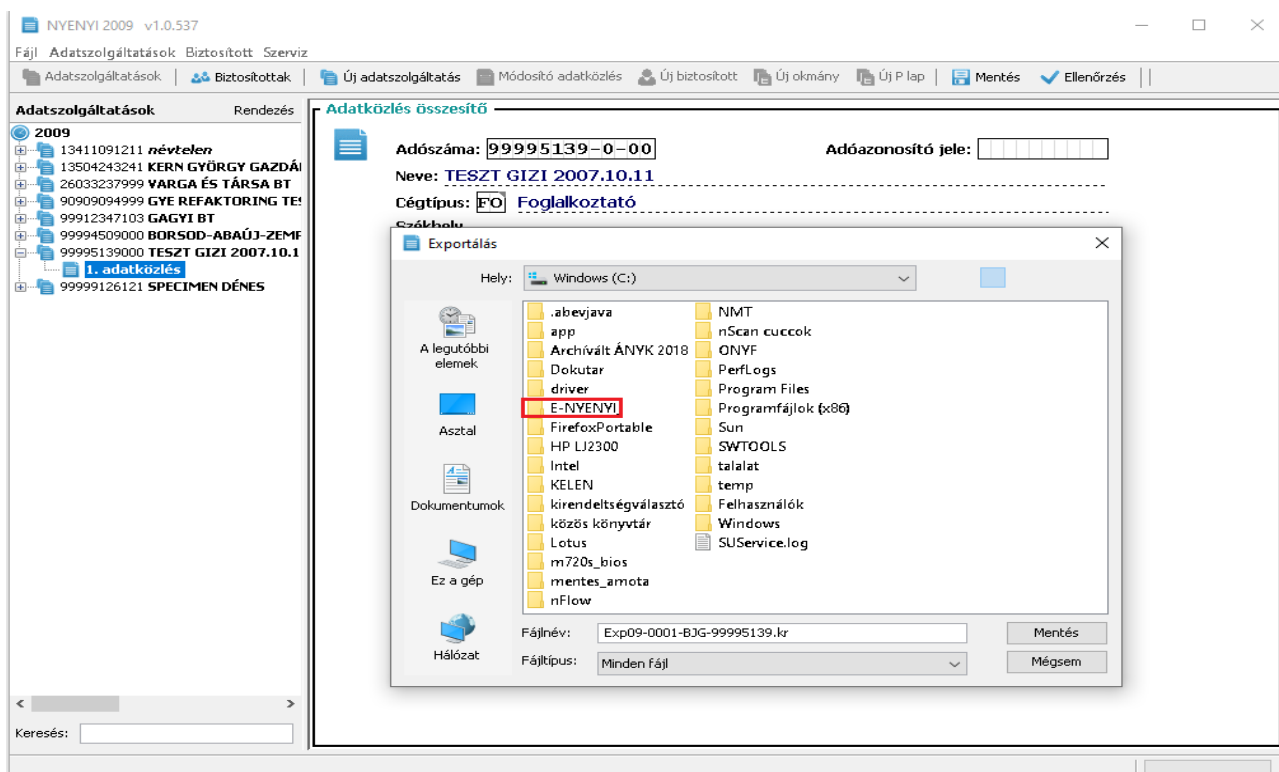 NYENYI 2009 v1.0.537
Fájl Adatszolgáltatások Biztosított Szerviz
Adatszolgáltatások Biztosítottak Új adatszolgáltatás Módosító adatközlés Új biztosított Új okmány Új P lap Mentés Ellenőrzés
Adatszolgáltatások Rendezés
2009
13411091211 névtelen
13504243241 KERN GYÖRGY GAZDÁ
26033237999 VARGA ÉS TÁRSA BT
90909094999 GYE REFAKTORING TE
99912347103 GAGYI BT
99994509000 BORSOD-ABAÚJ-ZEMP
99995139000 TESZT GIZI 2007.10.1
1. adatközlés
99999126121 SPECIMEN DÉNES
Keresés:
Adatközlés összesítő
Adószáma: 99995139-0-00 Adóazonosító jele:
Neve: TESZT GIZI 2007.10.11
Cégtípus: FO Foglalkoztató
Székhely
Exportálás
Hely: Windows (C:)
A legutóbbi
elemek
Asztal
Dokumentumok
Ez a gép
Hálózat
.abevjava
app
Archívált ÁNYK 2018
Dokutar
driver
E-NYENYI
FirefoxPortable
HP LJ2300
Intel
KELEN
kirendeltségválasztó
közös könyvtár
Lotus
m720s_bios
mentes_amota
nFlow
NMT
nScan cuccok
ONYF
PerfLogs
Program Files
Programfájlok (x86)
Sun
SWTOOLS
talalat
temp
Felhasználók
Windows
SUService.log
Fájlnév: Exp09-0001-BJG-99995139.kr Mentés
Fájltípus: Minden fájl Mégsem